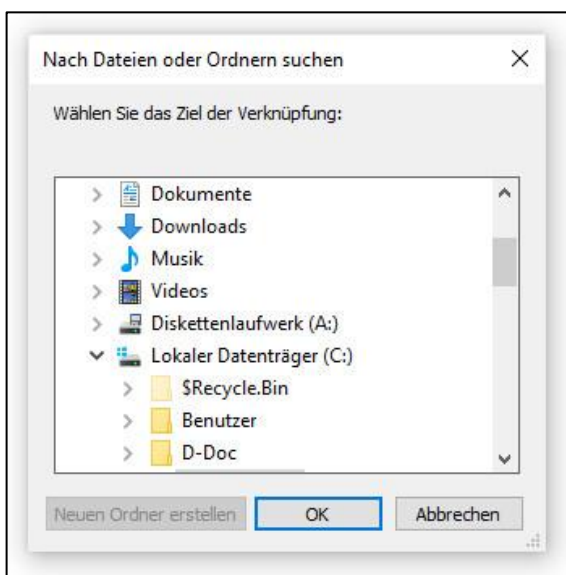 Nach Dateien oder Ordnern suchen
Wählen Sie das Ziel der Verknüpfung:
Dokumente
Downloads
Musik
Videos
Diskettenlaufwerk (A:)
Lokaler Datenträger (C:)
$Recycle.Bin
Benutzer
D-Doc
Neuen Ordner erstellen OK Abbrechen